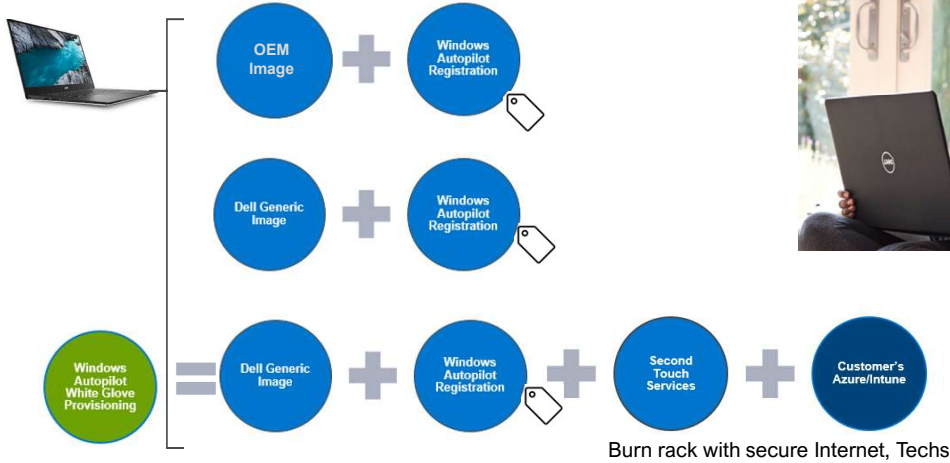 OEM
Image
Windows
Autopilot
Registration
Dell Generic
Image
Windows
Autopilot
Registration
Windows
Autopilot
White Glove
Provisioning
Dell Generic
Image
Windows
Autopilot
Registration
Second
Touch
Services
Customer's
Azure/Intune
Burn rack with secure Internet, Techs
DELL